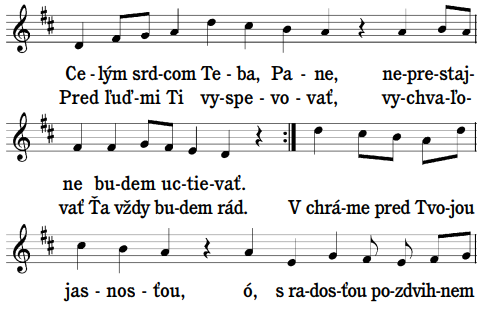 Ce - lým srd-com Te - ba, Pa - ne, ne-pre-staj-
Pred ľuď-mi Ti vy-spe - vo - vať, vy-chva-ľo-
ne bu-dem uc-tie-vať.
vať Ťa vždy bu-dem rád. V chrá-me pred Tvo-jou
jas - nos - ťou, ó, s ra-dos-ťou po-zdvih-nem